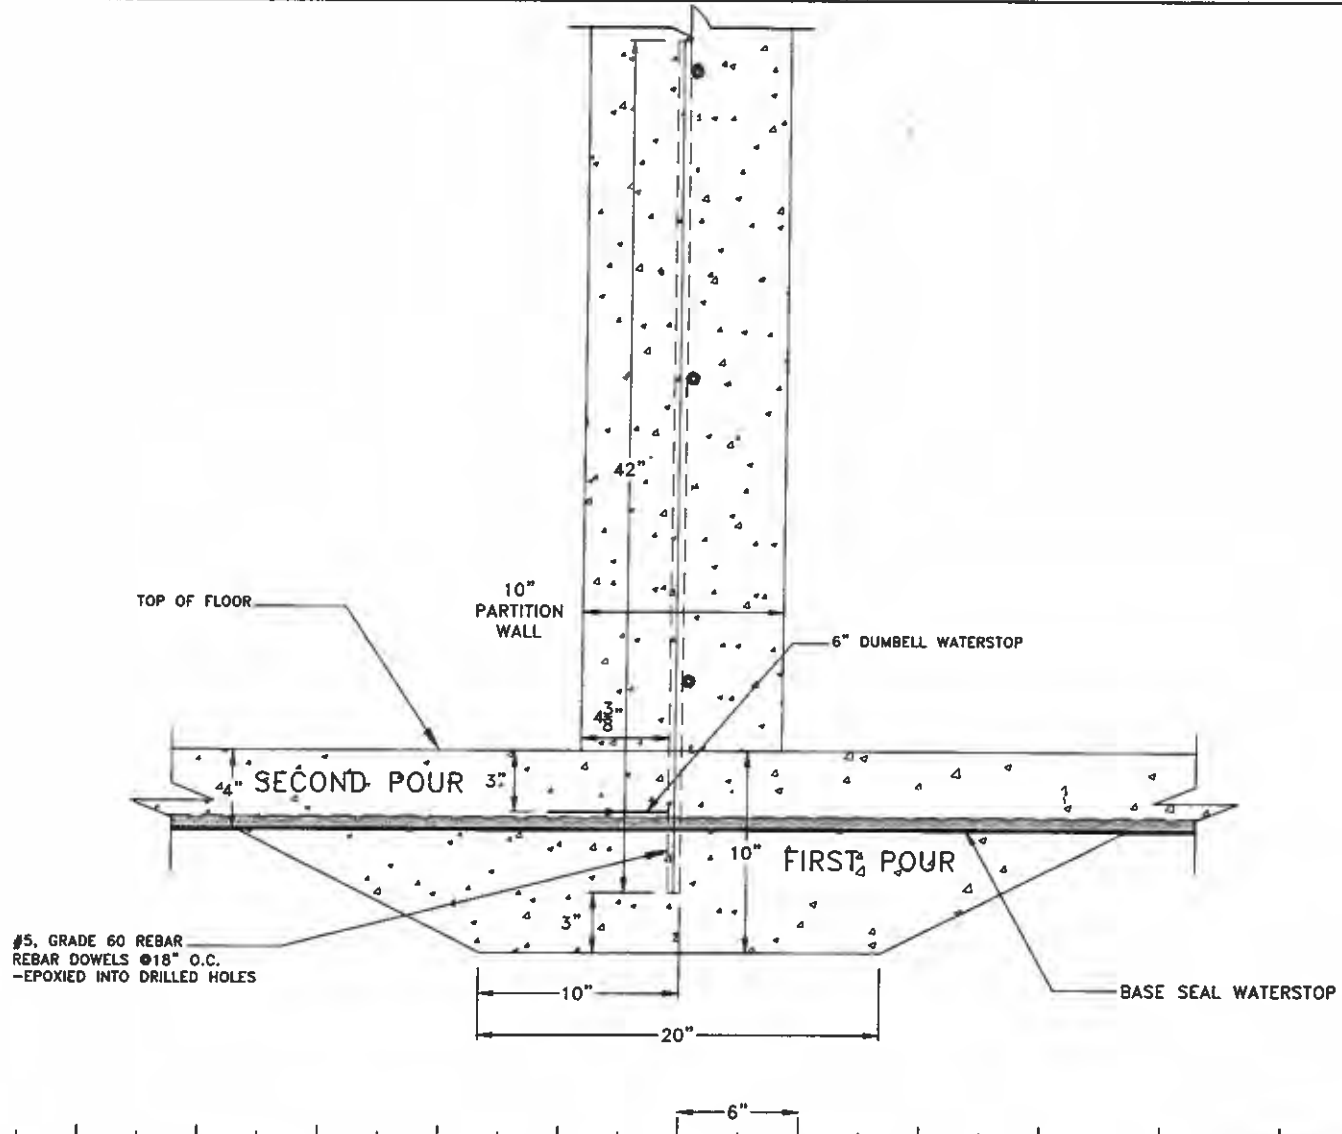 42"
10"
PARTITION
WALL
TOP OF FLOOR
6" DUMBELL WATERSTOP
4 3/8"
4"
SECOND POUR
3"
10"
FIRST POUR
3"
#5, GRADE 60 REBAR
REBAR DOWELS @18" O.C.
-EPOXIED INTO DRILLED HOLES
10"
BASE SEAL WATERSTOP
20"
6"